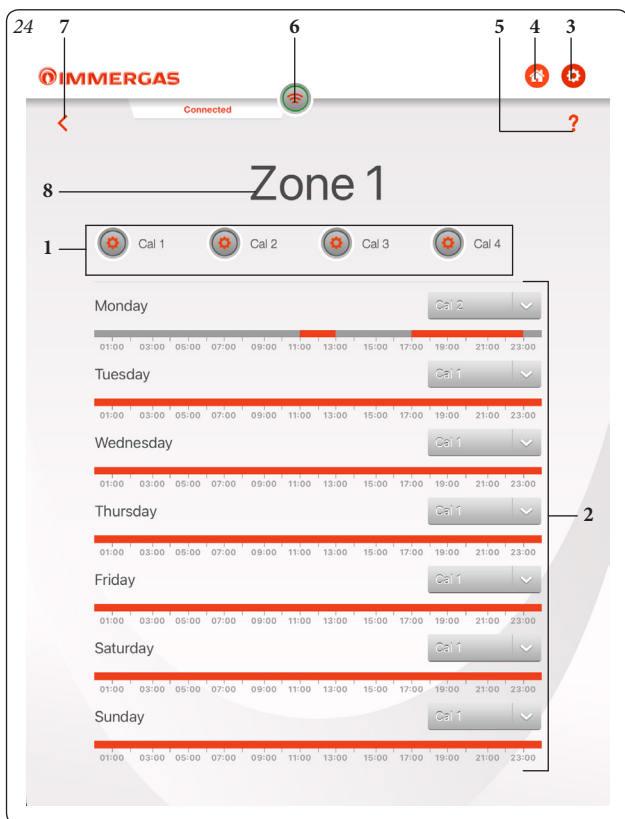 24 7 6 5 4 3
IMMERGAS
Connected
?
8 Zone 1
1 Cal 1 Cal 2 Cal 3 Cal 4
Monday Cal 2
01:00 03:00 05:00 07:00 09:00 11:00 13:00 15:00 17:00 19:00 21:00 23:00
Tuesday Cal 1
01:00 03:00 05:00 07:00 09:00 11:00 13:00 15:00 17:00 19:00 21:00 23:00
Wednesday Cal 1
01:00 03:00 05:00 07:00 09:00 11:00 13:00 15:00 17:00 19:00 21:00 23:00
Thursday Cal 1
2
01:00 03:00 05:00 07:00 09:00 11:00 13:00 15:00 17:00 19:00 21:00 23:00
Friday Cal 1
01:00 03:00 05:00 07:00 09:00 11:00 13:00 15:00 17:00 19:00 21:00 23:00
Saturday Cal 1
01:00 03:00 05:00 07:00 09:00 11:00 13:00 15:00 17:00 19:00 21:00 23:00
Sunday Cal 1
01:00 03:00 05:00 07:00 09:00 11:00 13:00 15:00 17:00 19:00 21:00 23:00